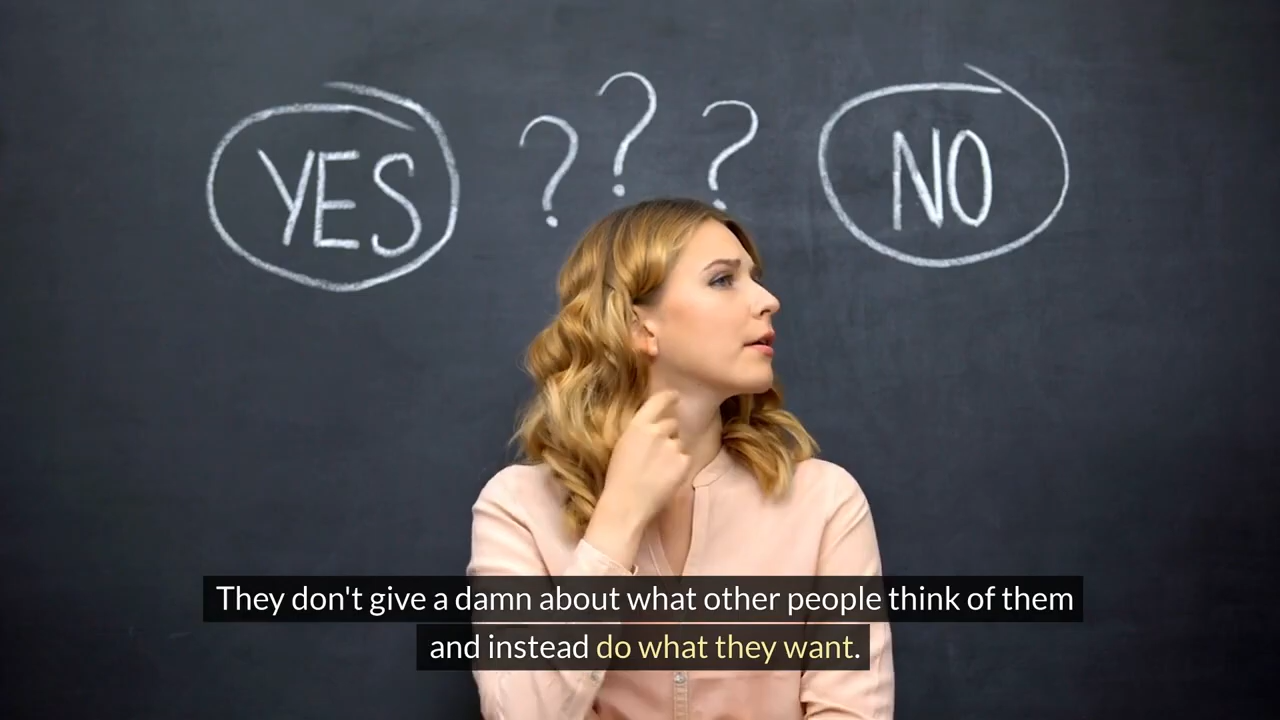 YES ? ? ? NO
They don't give a damn about what other people think of them
and instead do what they want.